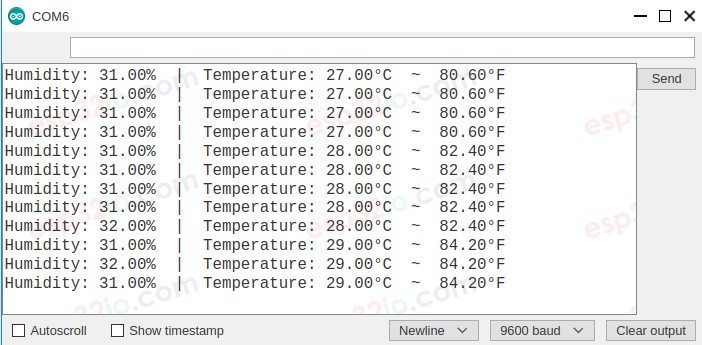 COM6
Send
Humidity: 31.00%  |  Temperature: 27.00°C  ~  80.60°F
Humidity: 31.00%  |  Temperature: 27.00°C  ~  80.60°F
Humidity: 31.00%  |  Temperature: 27.00°C  ~  80.60°F
Humidity: 31.00%  |  Temperature: 27.00°C  ~  80.60°F
Humidity: 31.00%  |  Temperature: 28.00°C  ~  82.40°F
Humidity: 31.00%  |  Temperature: 28.00°C  ~  82.40°F
Humidity: 31.00%  |  Temperature: 28.00°C  ~  82.40°F
Humidity: 31.00%  |  Temperature: 28.00°C  ~  82.40°F
Humidity: 32.00%  |  Temperature: 28.00°C  ~  82.40°F
Humidity: 31.00%  |  Temperature: 29.00°C  ~  84.20°F
Humidity: 32.00%  |  Temperature: 29.00°C  ~  84.20°F
Humidity: 31.00%  |  Temperature: 29.00°C  ~  84.20°F
esp32io.com
Autoscroll Show timestamp Newline 9600 baud Clear output